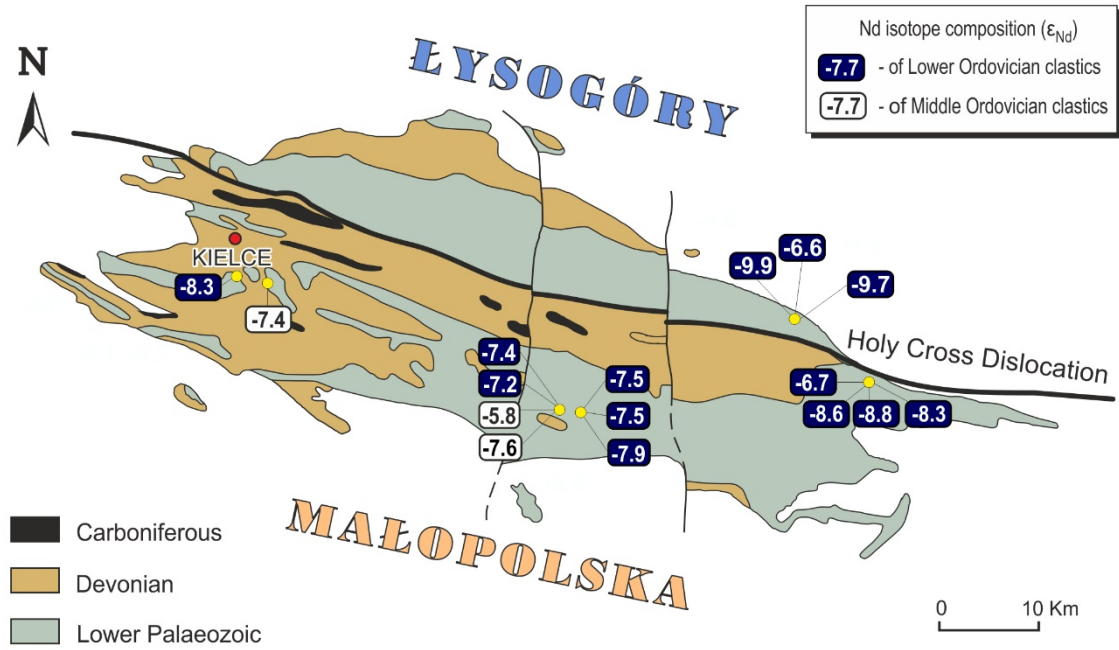 N
ŁYSOGÓRY
Nd isotope composition (εNd)
-7.7 - of Lower Ordovician clastics
-7.7 - of Middle Ordovician clastics
KIELCE
-8.3
-7.4
-9.9
-6.6
-9.7
Holy Cross Dislocation
-7.4
-7.2
-5.8
-7.6
-7.5
-7.5
-7.9
-6.7
-8.6
-8.8
-8.3
MAŁOPOLSKA
Carboniferous
Devonian
Lower Palaeozoic
0 10 Km